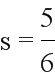 s = 5/6